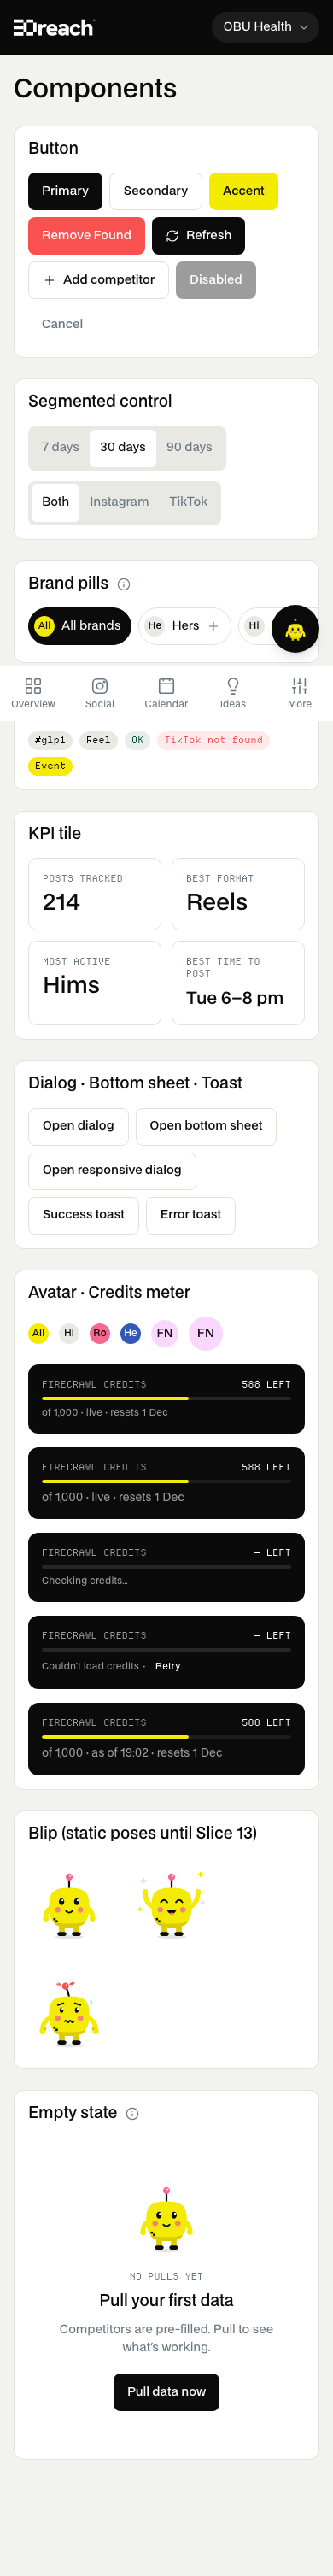 reach
OBU Health
Components
Button
Primary
Secondary
Accent
Remove Found
Refresh
Add competitor
Disabled
Cancel
Segmented control
7 days
30 days
90 days
Both
Instagram
TikTok
Brand pills
All
All brands
He
Hers
Hi
Overview
Social
Calendar
Ideas
More
#glp1
Reel
OK
TikTok not found
Event
KPI tile
POSTS TRACKED
214
BEST FORMAT
Reels
MOST ACTIVE
Hims
BEST TIME TO
POST
Tue 6–8 pm
Dialog · Bottom sheet · Toast
Open dialog
Open bottom sheet
Open responsive dialog
Success toast
Error toast
Avatar · Credits meter
All
Hi
Ro
He
FN
FN
FIRECRAWL CREDITS
588 LEFT
of 1,000 · live · resets 1 Dec
FIRECRAWL CREDITS
588 LEFT
of 1,000 · live · resets 1 Dec
FIRECRAWL CREDITS
— LEFT
Checking credits…
FIRECRAWL CREDITS
— LEFT
Couldn't load credits ·
Retry
FIRECRAWL CREDITS
588 LEFT
of 1,000 · as of 19:02 · resets 1 Dec
Blip (static poses until Slice 13)
Empty state
NO PULLS YET
Pull your first data
Competitors are pre-filled. Pull to see
what's working.
Pull data now